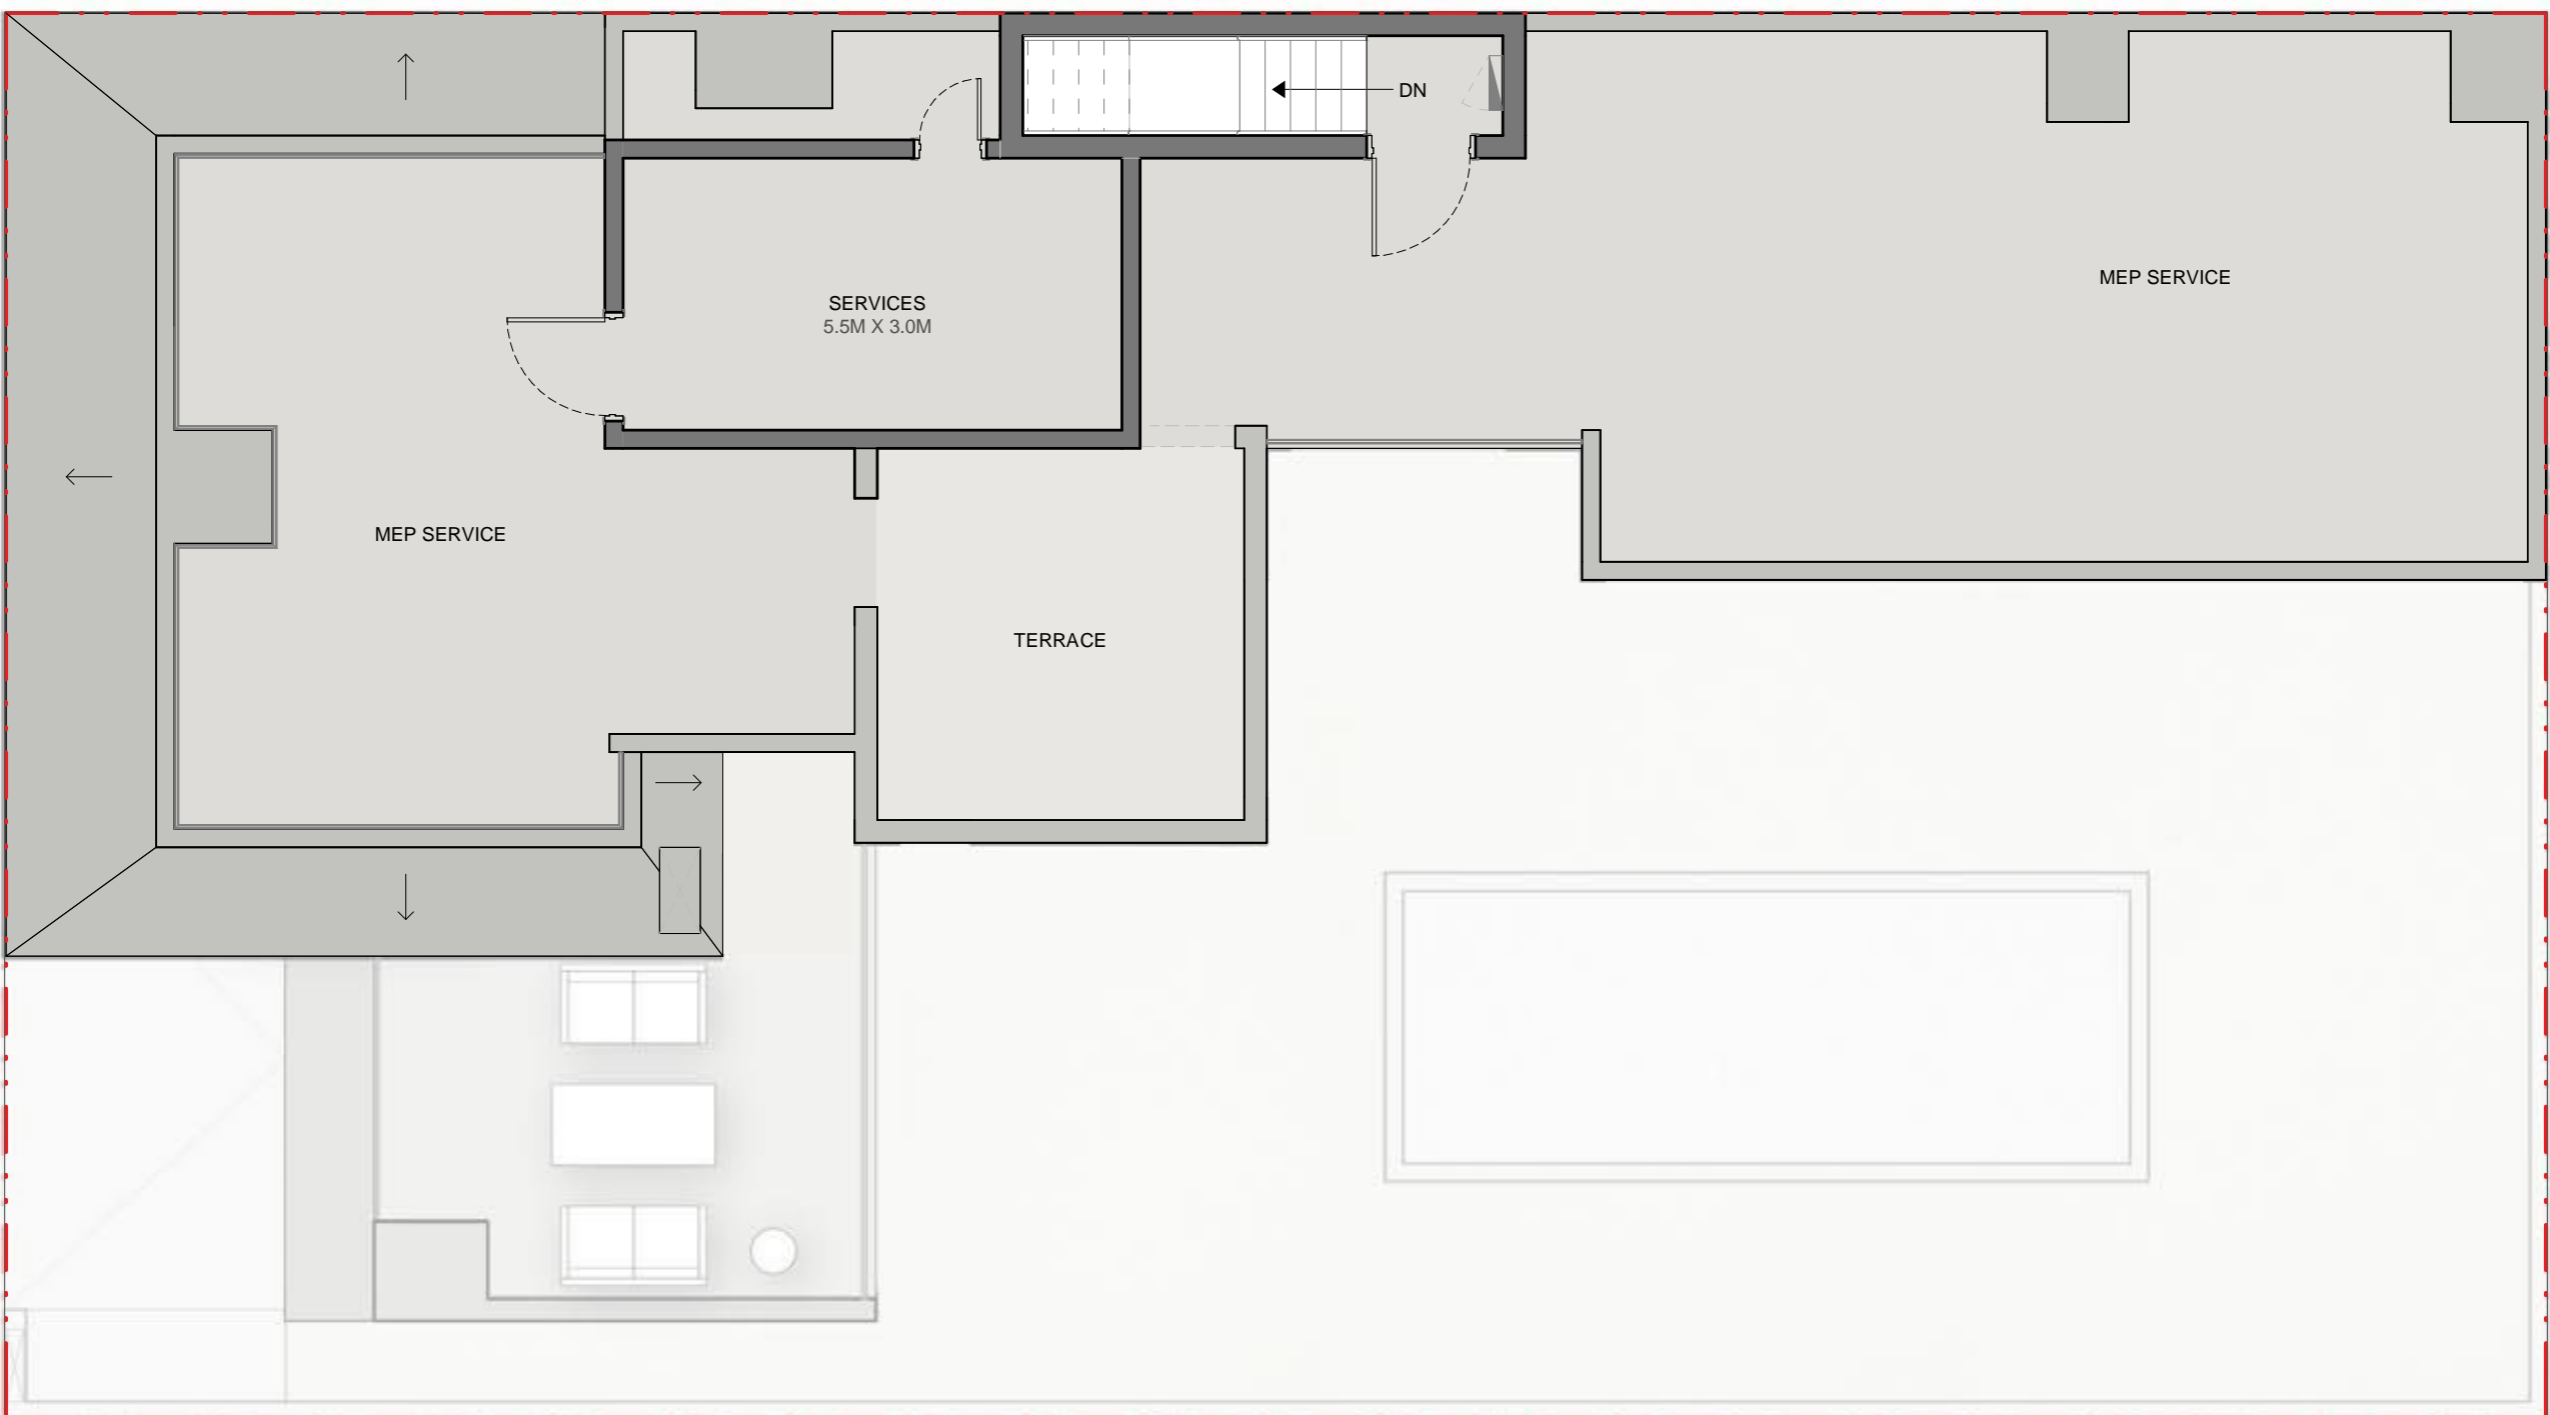 DN
MEP SERVICE
SERVICES
5.5M X 3.0M
MEP SERVICE
TERRACE